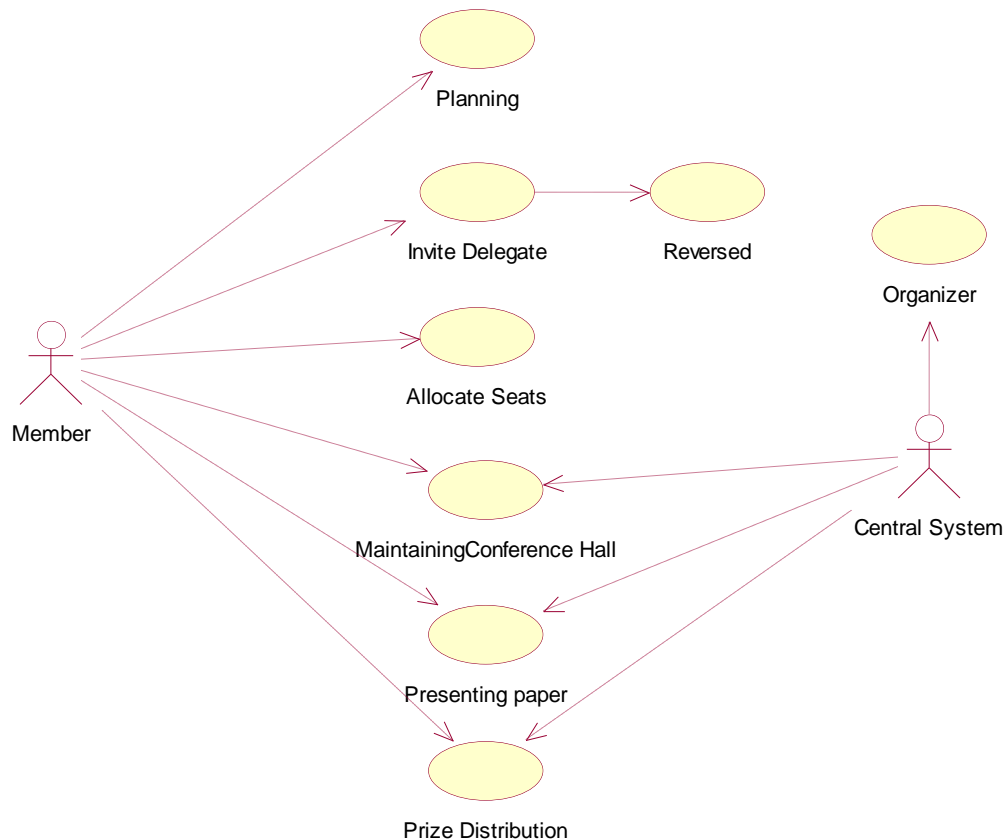 Planning
Invite Delegate
Reversed
Organizer
Allocate Seats
Member
Central System
MaintainingConference Hall
Presenting paper
Prize Distribution